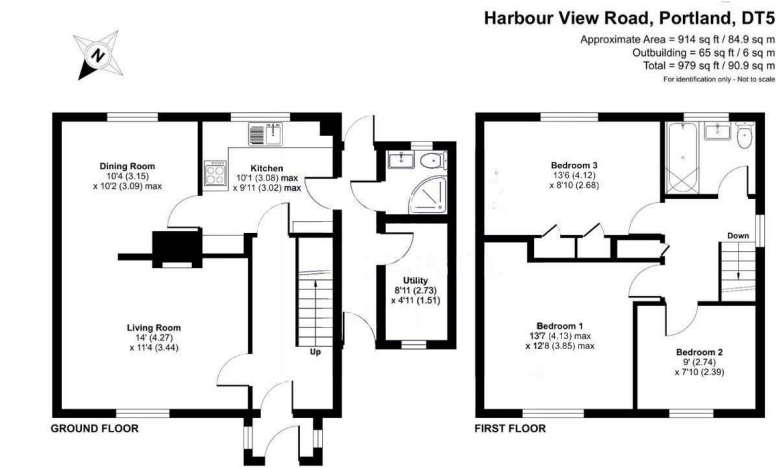 Harbour View Road, Portland, DT5
Approximate Area = 914 sq ft / 84.9 sq m
Outbuilding = 65 sq ft / 6 sq m
Total = 979 sq ft / 90.9 sq m
For identification only - Not to scale
N
Dining Room
10'4 (3.15)
x 10'2 (3.09) max
Kitchen
10'1 (3.08) max
x 9'11 (3.02) max
Utility
8'11 (2.73)
x 4'11 (1.51)
Living Room
14' (4.27)
x 11'4 (3.44)
Up
GROUND FLOOR
Bedroom 3
13'6 (4.12)
x 8'10 (2.68)
Down
Bedroom 1
13'7 (4.13) max
x 12'8 (3.85) max
Bedroom 2
9' (2.74)
x 7'10 (2.39)
FIRST FLOOR